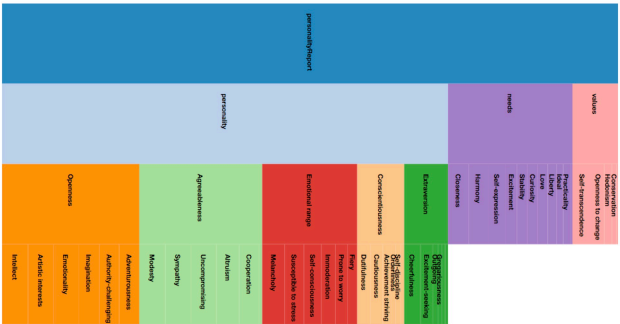 personalityReport
personality
needs
values
Openness
Agreeableness
Emotional range
Conscientiousness
Extraversion
Closeness
Harmony
Self-expression
Excitement
Stability
Curiosity
Love
Liberty
Ideal
Practicality
Self-transcendence
Openness to change
Hedonism
Conservation
Intellect
Artistic interests
Emotionality
Imagination
Authority-challenging
Adventurousness
Modesty
Sympathy
Uncompromising
Altruism
Cooperation
Melancholy
Susceptible to stress
Self-consciousness
Immoderation
Prone to worry
Fiery
Dutifulness
Cautiousness
Achievement striving
Self-discipline
Cheerfulness
Excitement-seeking
Outgoing
Gregariousness